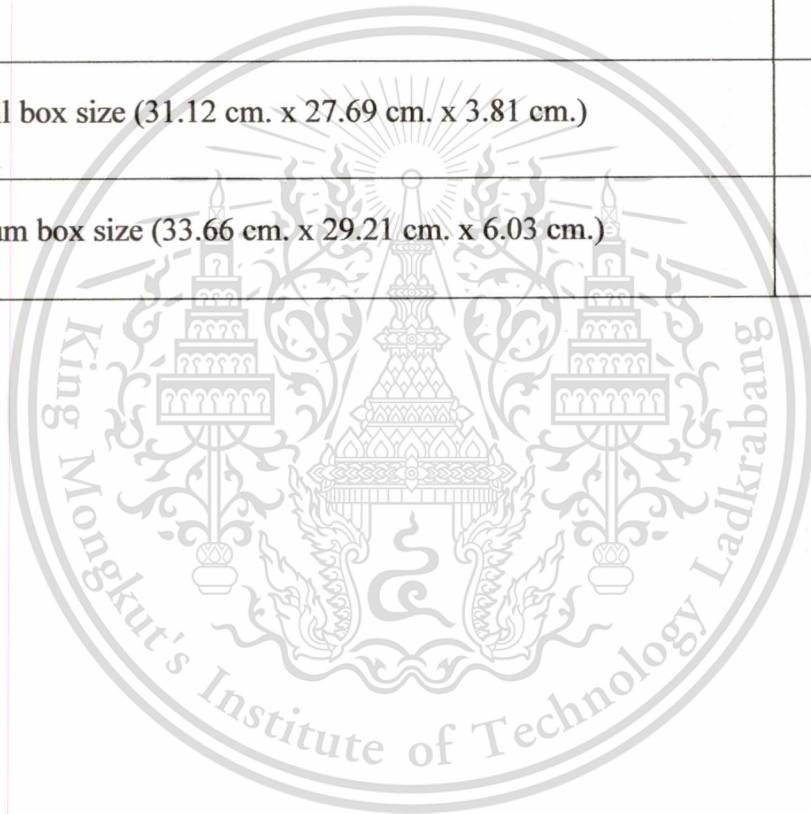 box size (31.12 cm. x 27.69 cm. x 3.81 cm.)
box size (33.66 cm. x 29.21 cm. x 6.03 cm.)
King Mongkut's Institute of Technology Ladkrabang